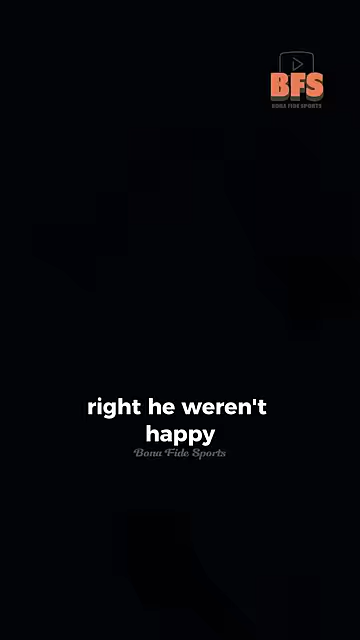 BFS
BONA FIDE SPORTS
right he weren't
happy
Bona Fide Sports